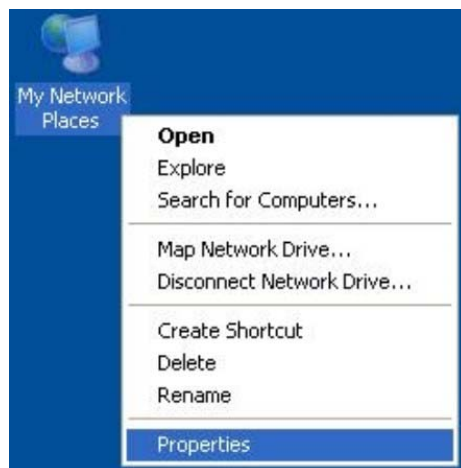 My Network
Places
Open
Explore
Search for Computers...
Map Network Drive...
Disconnect Network Drive...
Create Shortcut
Delete
Rename
Properties